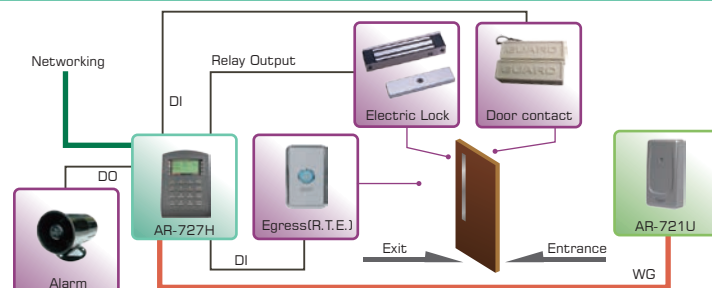 Networking
Relay Output
DI
Electric Lock
GUARD
GUARD
Door contact
DO
AR-727H
Egress(R.T.E.)
AR-721U
Alarm
DI
Exit
Entrance
WG